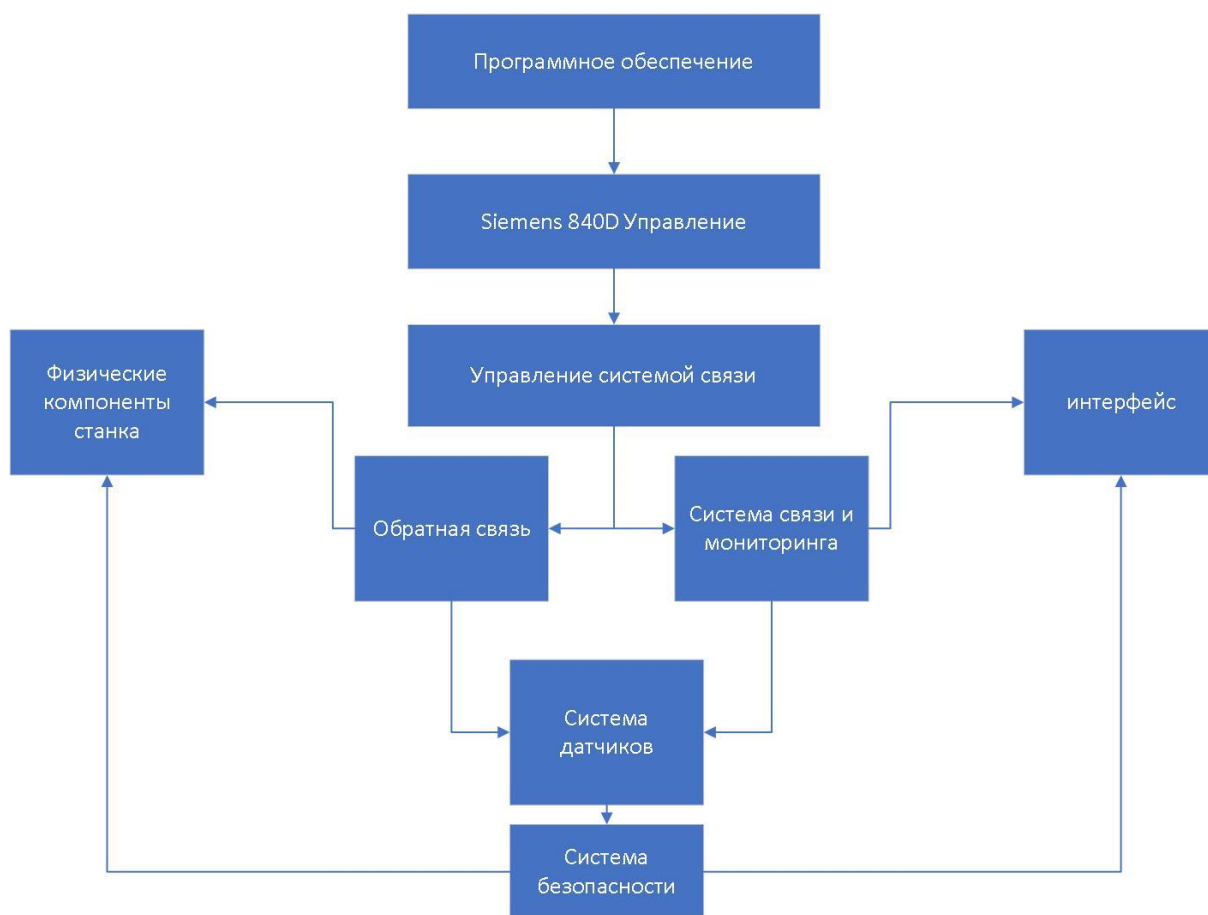 Программное обеспечение
Siemens 840D Управление
Управление системой связи
Физические
компоненты
станка
интерфейс
Обратная связь
Система связи и
мониторинга
Система
датчиков
Система
безопасности